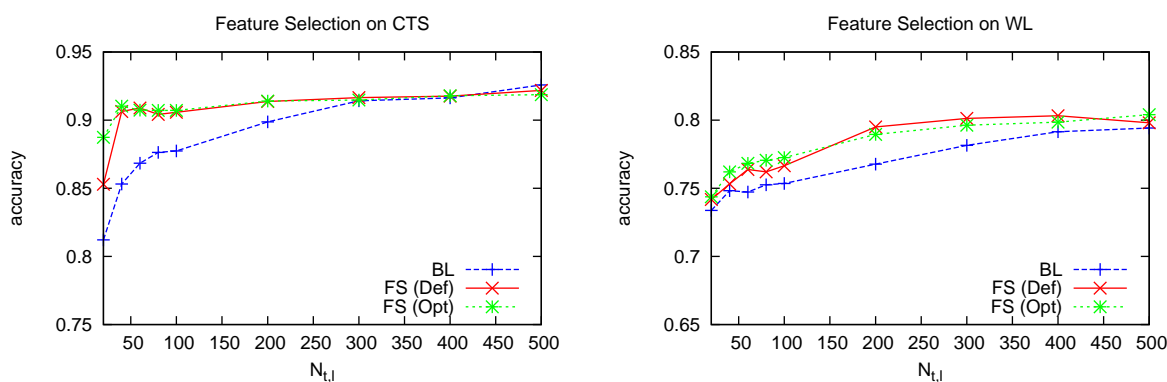 Feature Selection on CTS
0.95
0.9
0.85
0.8
0.75
accuracy
50 100 150 200 250 300 350 400 450 500
N_{t,l}
BL
FS (Def)
FS (Opt)
Feature Selection on WL
0.85
0.8
0.75
0.7
0.65
accuracy
50 100 150 200 250 300 350 400 450 500
N_{t,l}
BL
FS (Def)
FS (Opt)